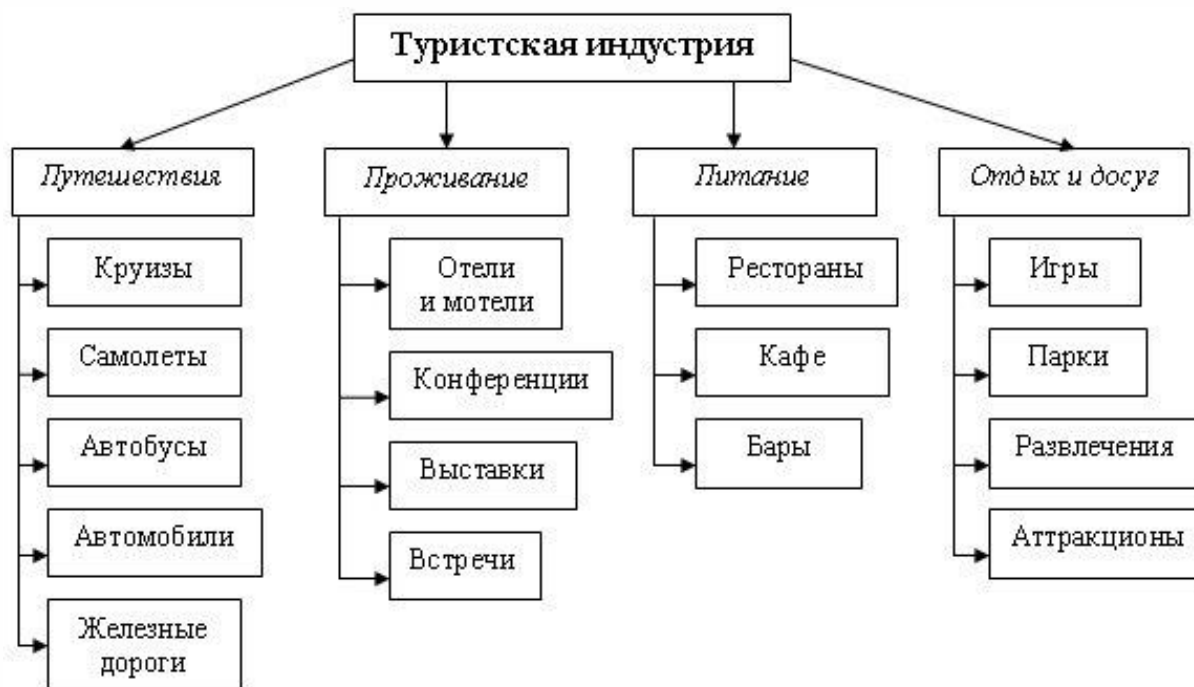 Туристская индустрия
Путешествия
Круизы
Самолеты
Автобусы
Автомобили
Железные
дороги
Проживание
Отели
и мотели
Конференции
Выставки
Встречи
Питание
Рестораны
Кафе
Бары
Отдых и досуг
Игры
Парки
Развлечения
Аттракционы